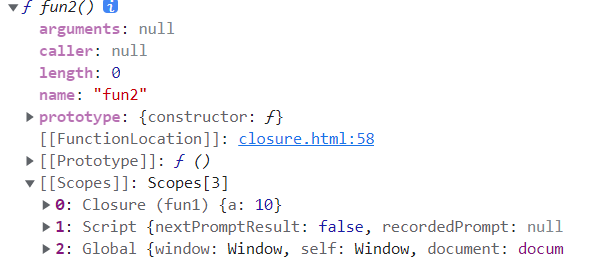 ▼ƒ fun2() i
arguments: null
caller: null
length: 0
name: "fun2"
▶ prototype: {constructor: ƒ}
[[FunctionLocation]]: closure.html:58
▶ [[Prototype]]: ƒ ()
▼ [[Scopes]]: Scopes[3]
▶ 0: Closure (fun1) {a: 10}
▶ 1: Script {nextPromptResult: false, recordedPrompt: null
▶ 2: Global {window: Window, self: Window, document: docum